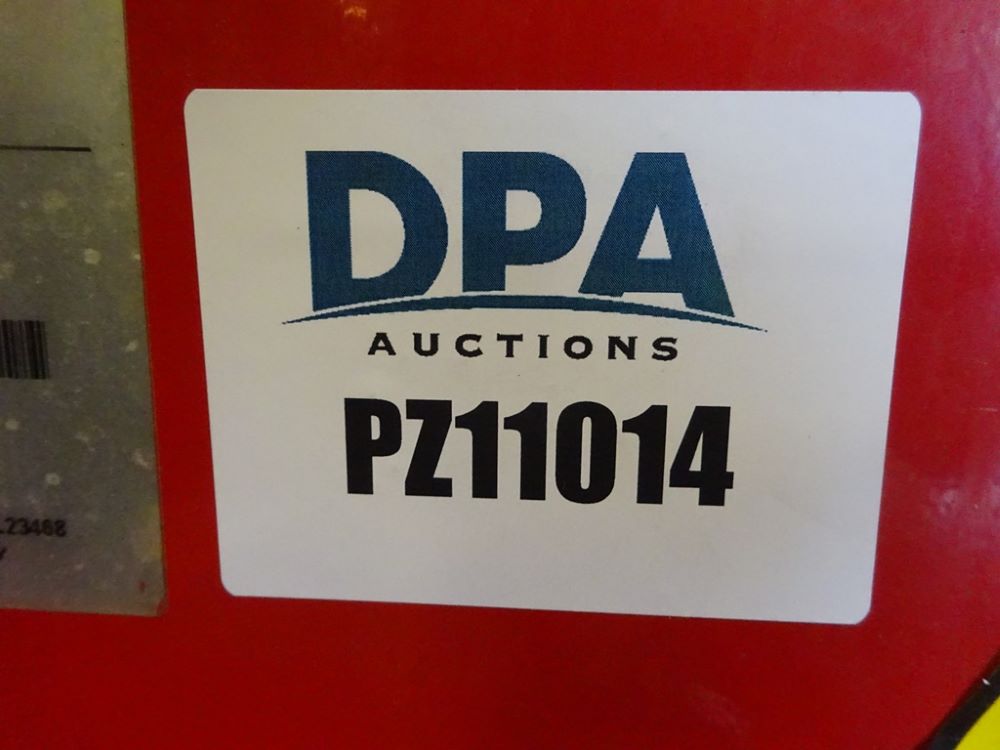 DPA
AUCTIONS
PZ11014
23468